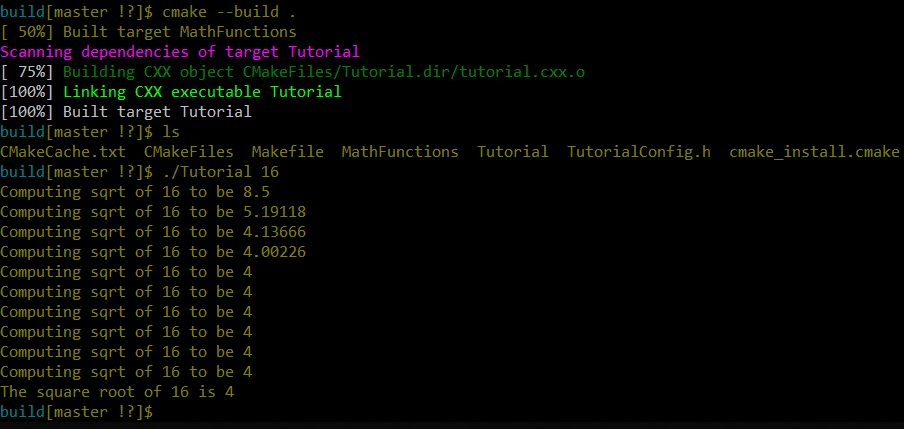 build[master !?]$ cmake --build .
[ 50%] Built target MathFunctions
Scanning dependencies of target Tutorial
[ 75%] Building CXX object CMakeFiles/Tutorial.dir/tutorial.cxx.o
[100%] Linking CXX executable Tutorial
[100%] Built target Tutorial
build[master !?]$ ls
CMakeCache.txt  CMakeFiles  Makefile  MathFunctions  Tutorial  TutorialConfig.h  cmake_install.cmake
build[master !?]$ ./Tutorial 16
Computing sqrt of 16 to be 8.5
Computing sqrt of 16 to be 5.19118
Computing sqrt of 16 to be 4.13666
Computing sqrt of 16 to be 4.00226
Computing sqrt of 16 to be 4
Computing sqrt of 16 to be 4
Computing sqrt of 16 to be 4
Computing sqrt of 16 to be 4
Computing sqrt of 16 to be 4
Computing sqrt of 16 to be 4
The square root of 16 is 4
build[master !?]$